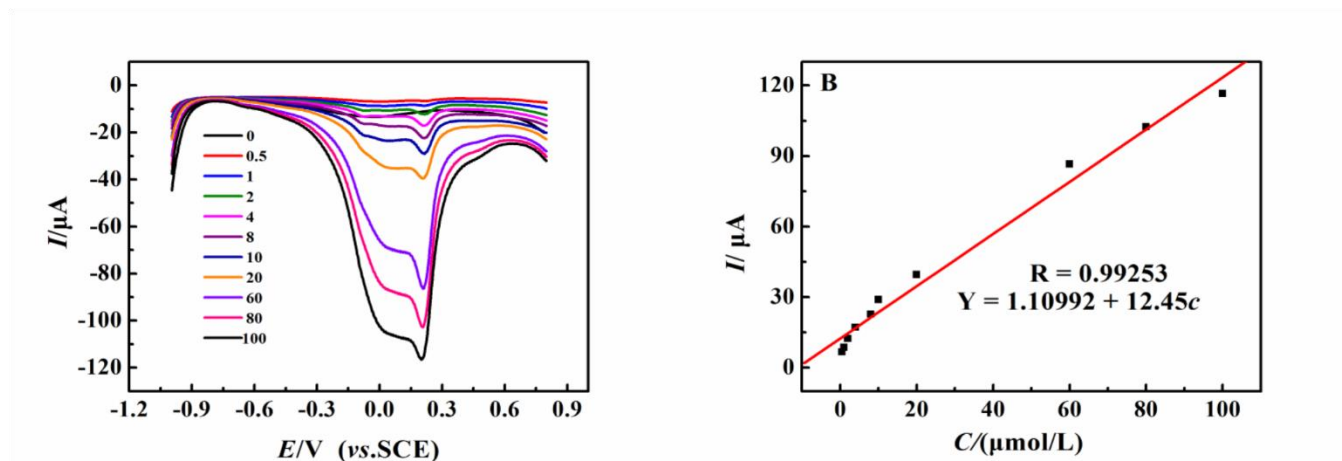 0
-20
-40
-60
-80
-100
-120
I/μA
0
0.5
1
2
4
8
10
20
60
80
100
-1.2 -0.9 -0.6 -0.3 0.0 0.3 0.6 0.9
E/V (vs.SCE)
B
120
90
60
30
0
I/ μA
R = 0.99253
Y = 1.10992 + 12.45c
0 20 40 60 80 100
C/(μmol/L)